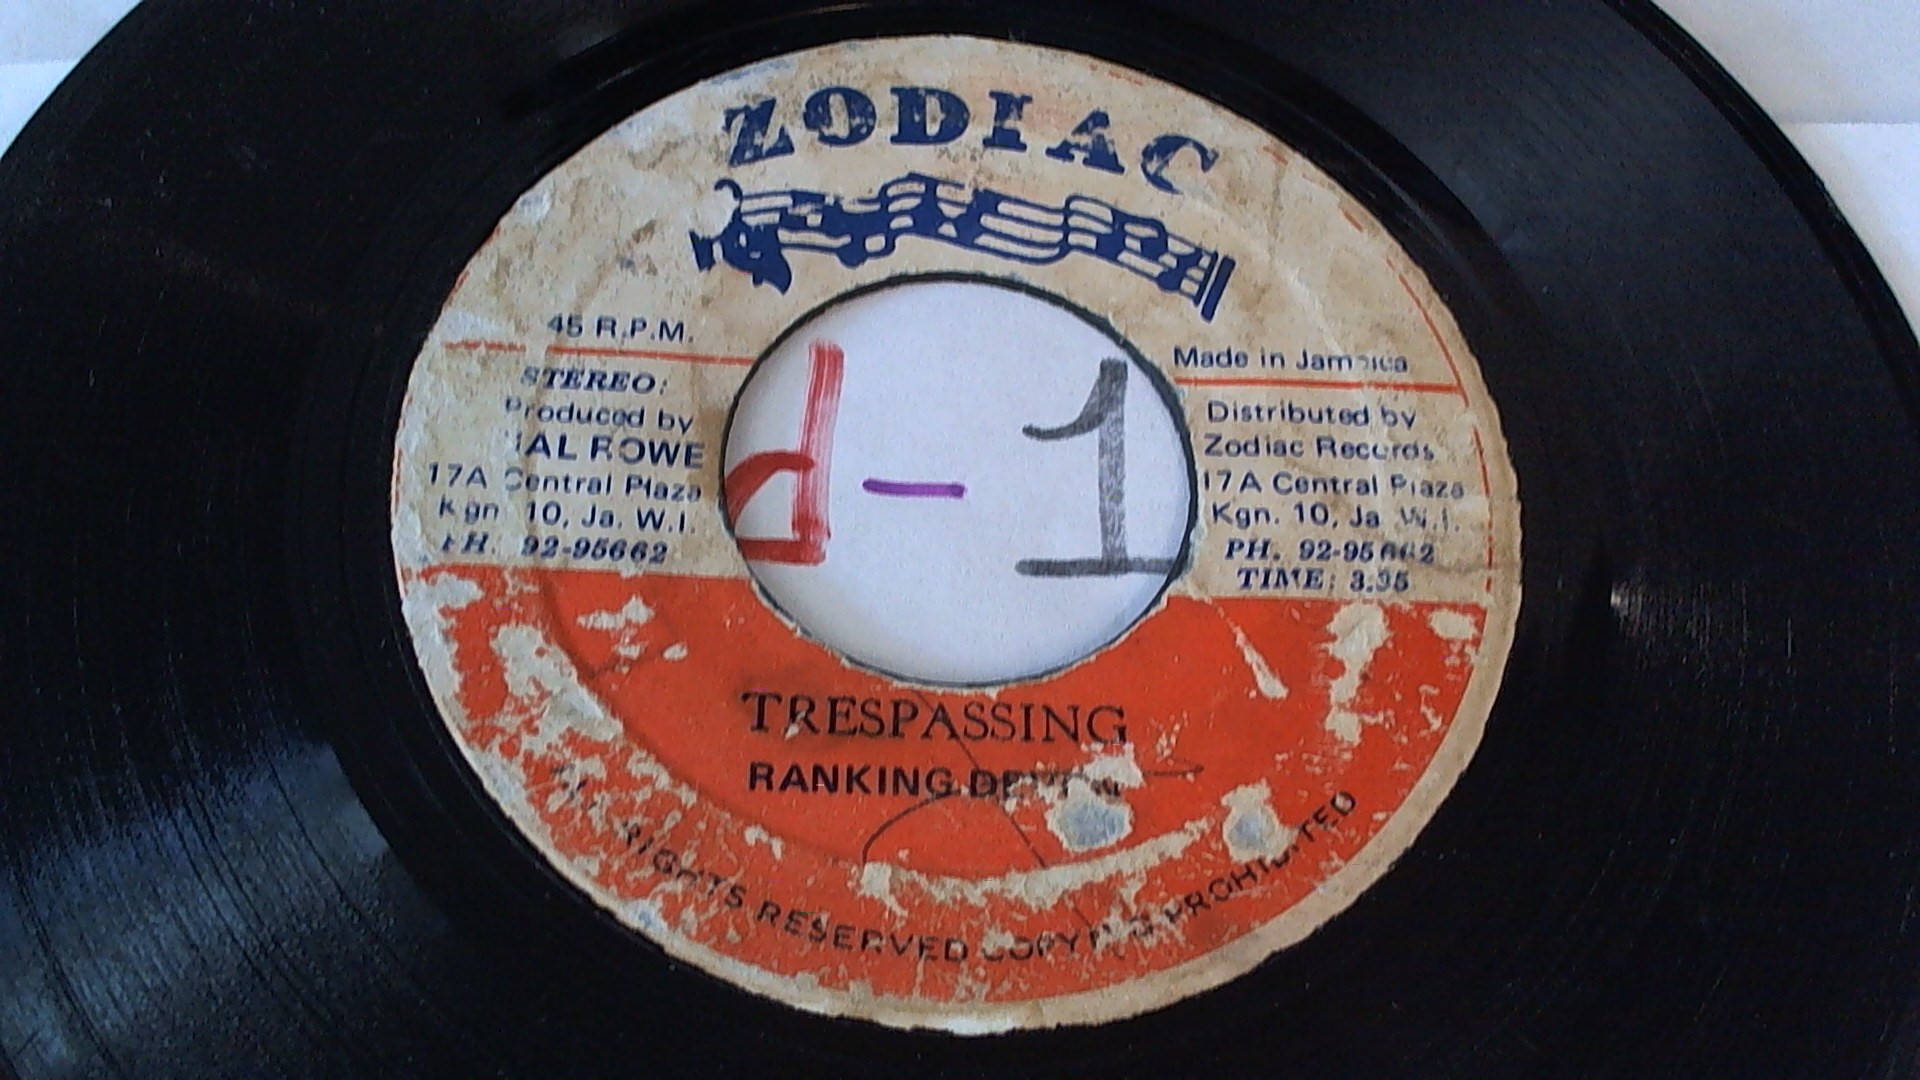 ZODIAC
45 R.P.M.
STEREO:
Produced by
AL ROWE
17A Central Plaza
Kgn 10, Ja. W.I.
PH. 92-95662
Made in Jamaica
Distributed by
Zodiac Records
17A Central Plaza
Kgn. 10, Ja W.I.
PH. 92-95662
TIME: 3.35
d-1
TRESPASSING
RANKING
RIGHTS RESERVED COPYING PROHIBITED